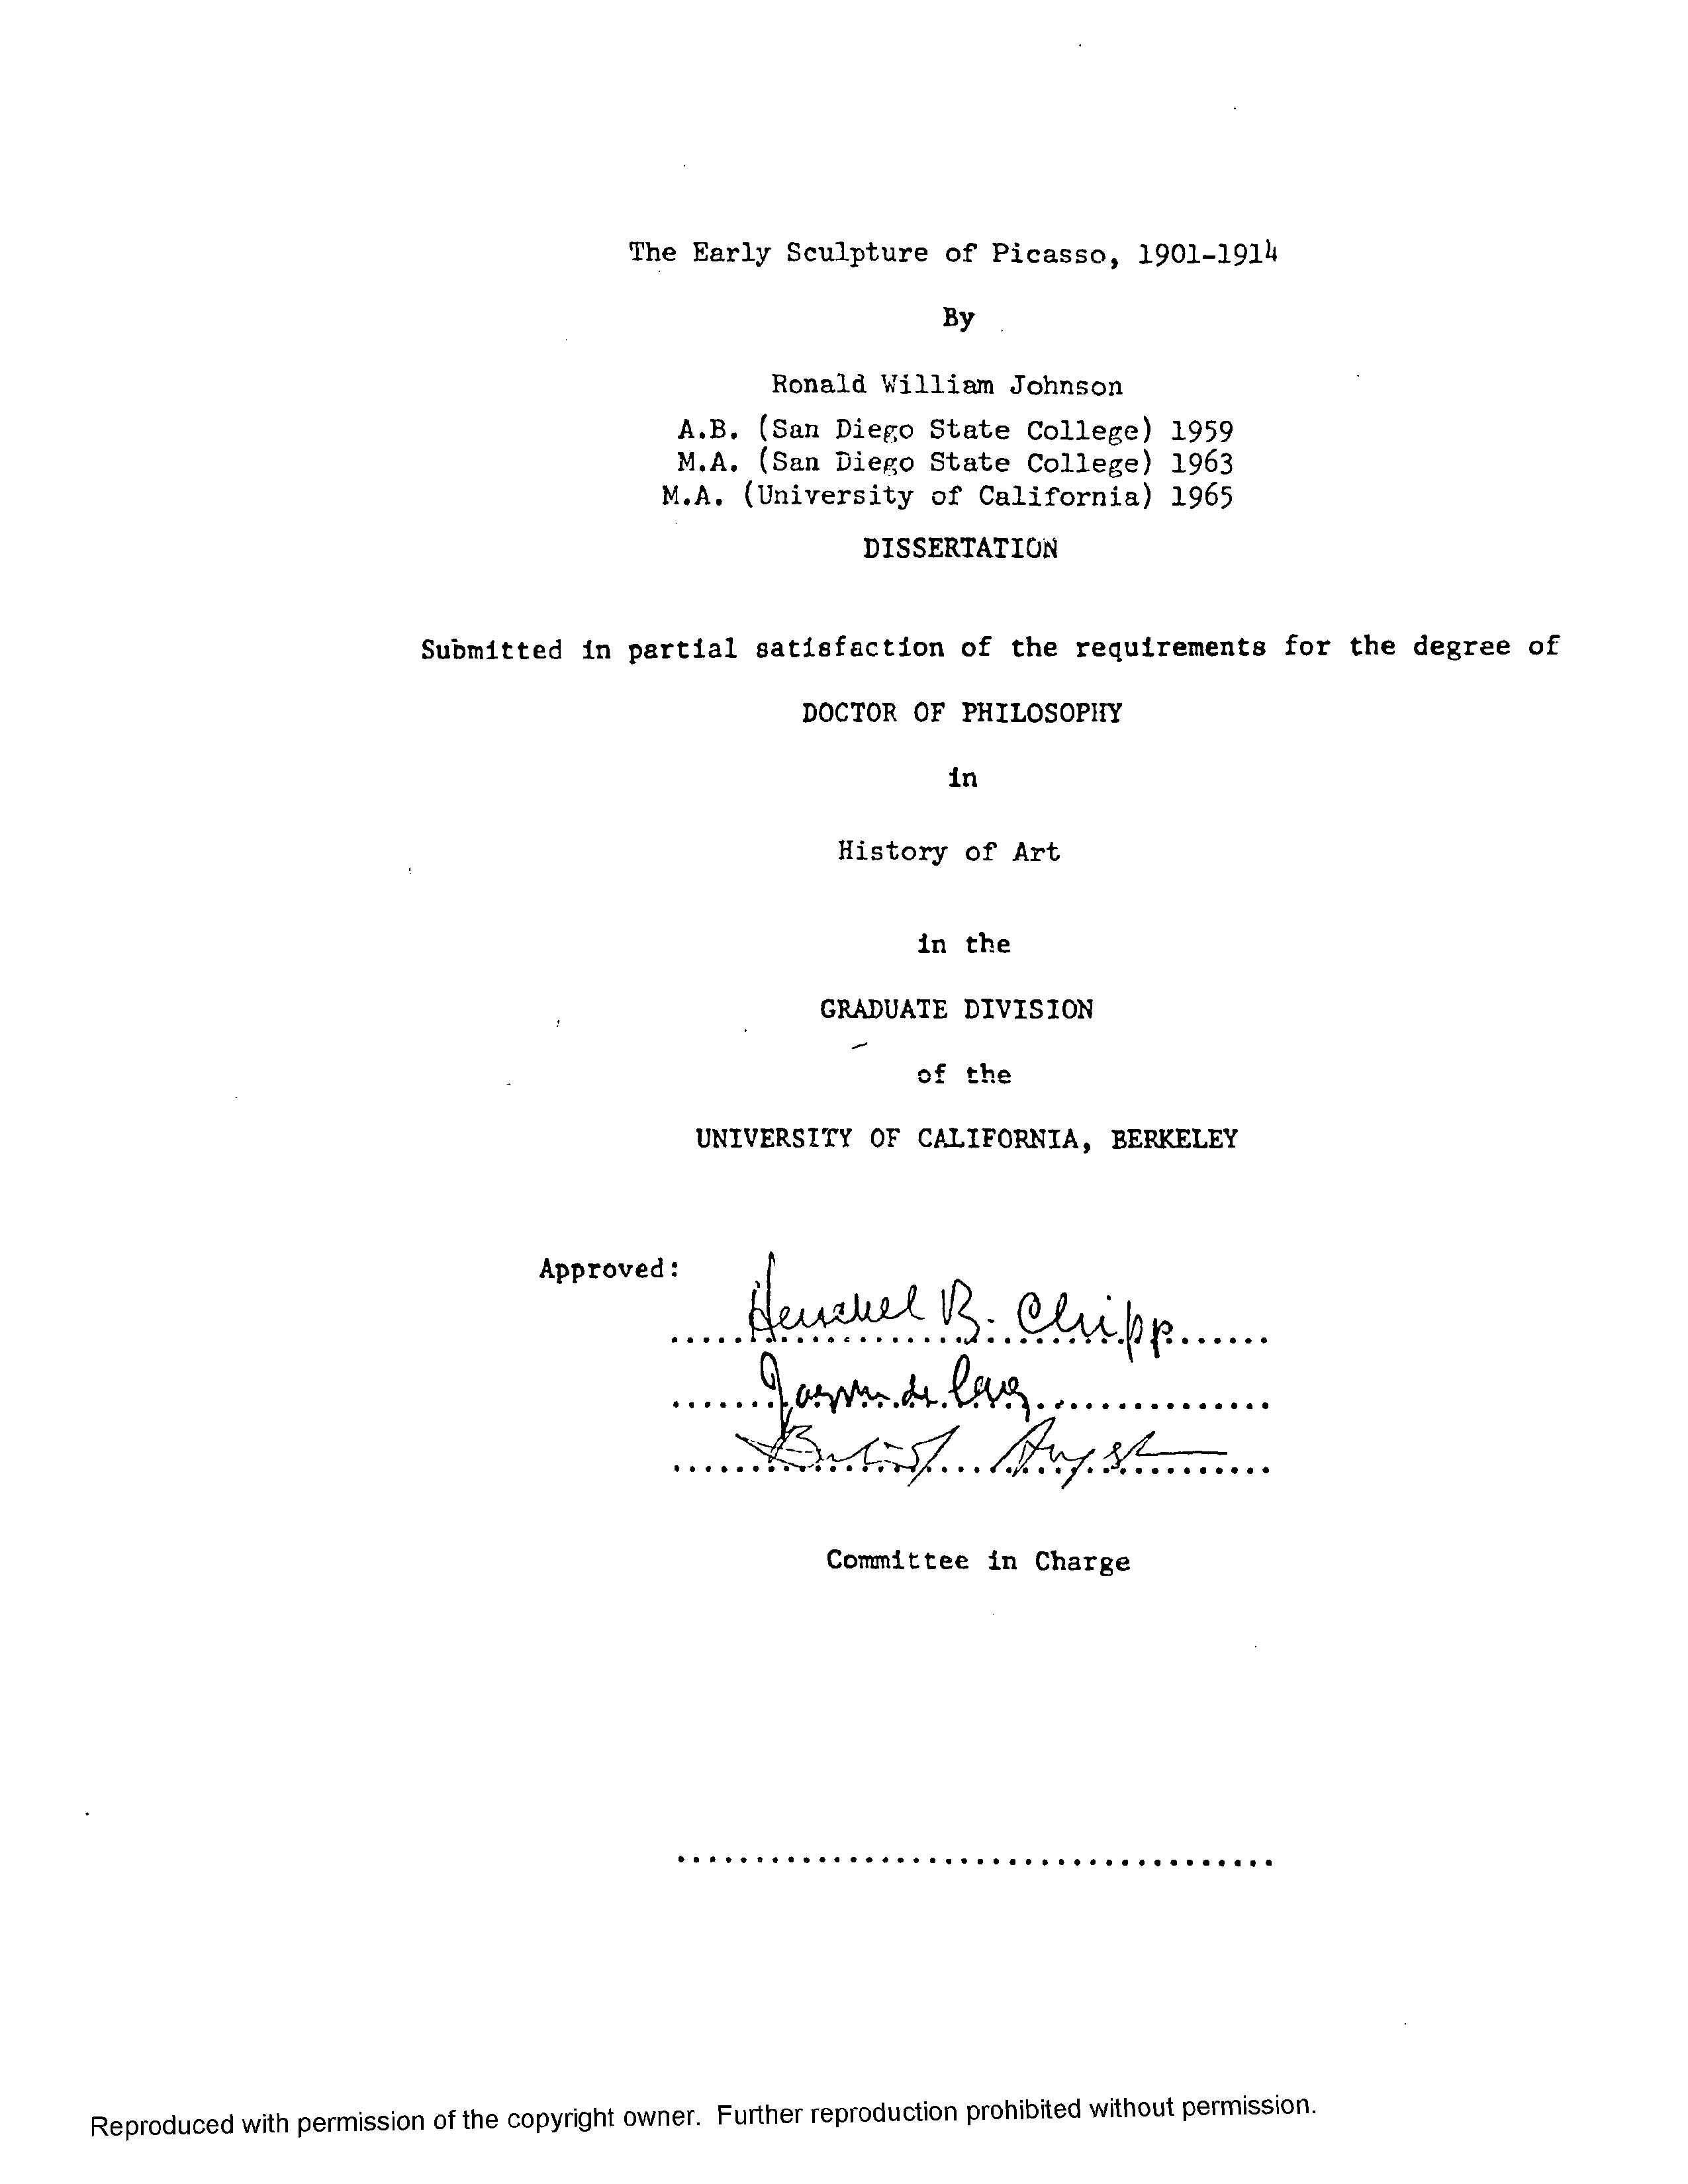 The Early Sculpture of Picasso, 1901-1914
By
Ronald William Johnson
A.B. (San Diego State College) 1959
M.A. (San Diego State College) 1963
M.A. (University of California) 1965
DISSERTATION
Submitted in partial satisfaction of the requirements for the degree of
DOCTOR OF PHILOSOPHY
in
History of Art
in the
GRADUATE DIVISION
of the
UNIVERSITY OF CALIFORNIA, BERKELEY
Approved:
Herschel B. Chipp
de
Angst
Committee in Charge
Reproduced with permission of the copyright owner. Further reproduction prohibited without permission.